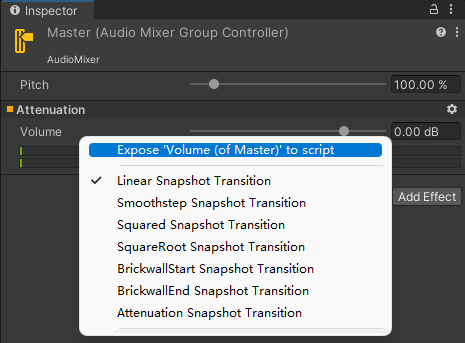 Inspector
Master (Audio Mixer Group Controller)
AudioMixer
Pitch 100.00 %
Attenuation
Volume 0.00 dB
Expose 'Volume (of Master)' to script
Linear Snapshot Transition
Smoothstep Snapshot Transition
Squared Snapshot Transition
SquareRoot Snapshot Transition
BrickwallStart Snapshot Transition
BrickwallEnd Snapshot Transition
Attenuation Snapshot Transition
Add Effect